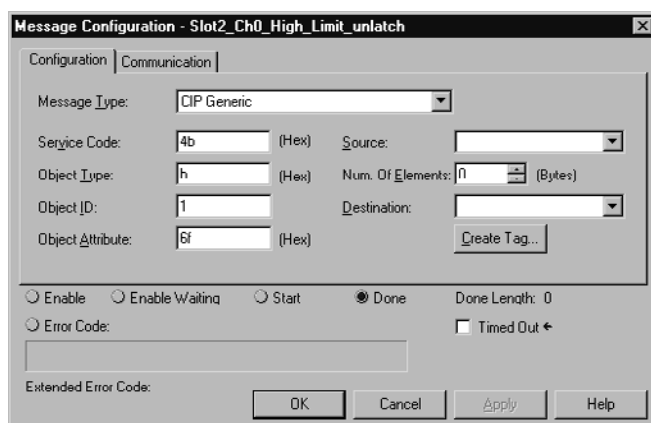 Message Configuration - Slot2_Ch0_High_Limit_unlatch
Configuration Communication
Message Type: CIP Generic
Service Code: 4b (Hex) Source:
Object Type: (Hex) Num. Of Elements: 0 (Bytes)
Object ID: 1 Destination:
Object Attribute: 6f (Hex) Create Tag...
Enable Enable Waiting Start Done Done Length: 0
Error Code: Timed Out
Extended Error Code:
OK Cancel Apply Help